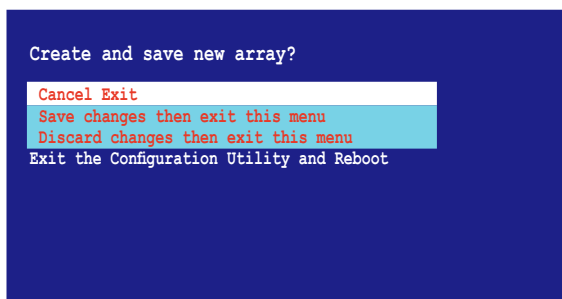 Create and save new array?
Cancel Exit
Save changes then exit this menu
Discard changes then exit this menu
Exit the Configuration Utility and Reboot